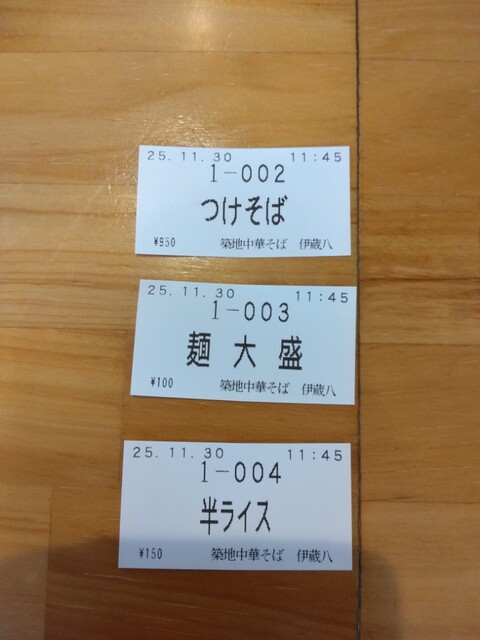 25.11.30 11:45
1-002
つけそば
¥950 築地中華そば 伊蔵八
25.11.30 11:45
1-003
麺大盛
¥100 築地中華そば 伊蔵八
25.11.30 11:45
1-004
半ライス
¥150 築地中華そば 伊蔵八